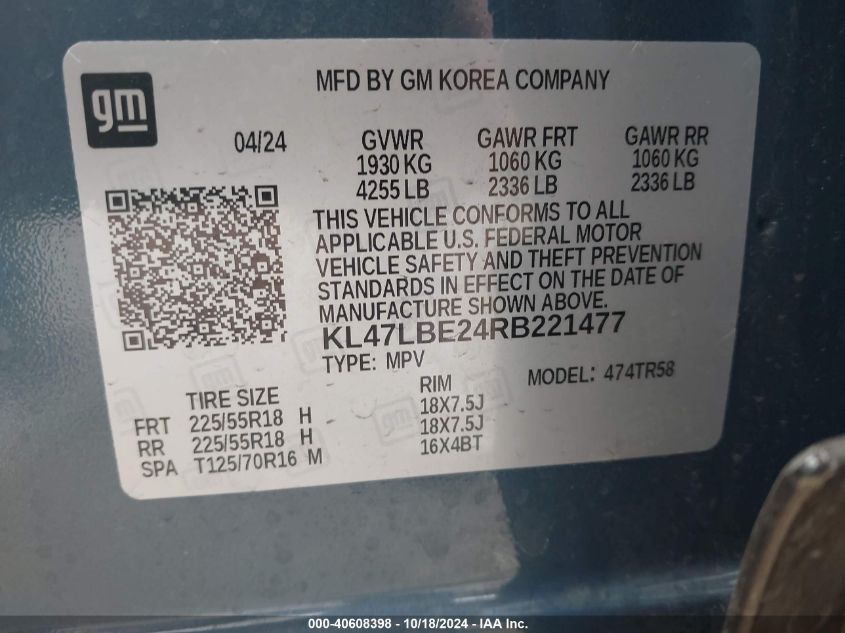 gm
MFD BY GM KOREA COMPANY
04/24
GVWR GAWR FRT GAWR RR
1930 KG 1060 KG 1060 KG
4255 LB 2336 LB 2336 LB
THIS VEHICLE CONFORMS TO ALL
APPLICABLE U.S. FEDERAL MOTOR
VEHICLE SAFETY AND THEFT PREVENTION
STANDARDS IN EFFECT ON THE DATE OF
MANUFACTURE SHOWN ABOVE.
KL47LBE24RB221477
TYPE: MPV
MODEL: 474TR58
TIRE SIZE RIM
FRT 225/55R18 H 18X7.5J
RR 225/55R18 H 18X7.5J
SPA T125/70R16 M 16X4BT
000-40608398 - 10/18/2024 - IAAI Inc.